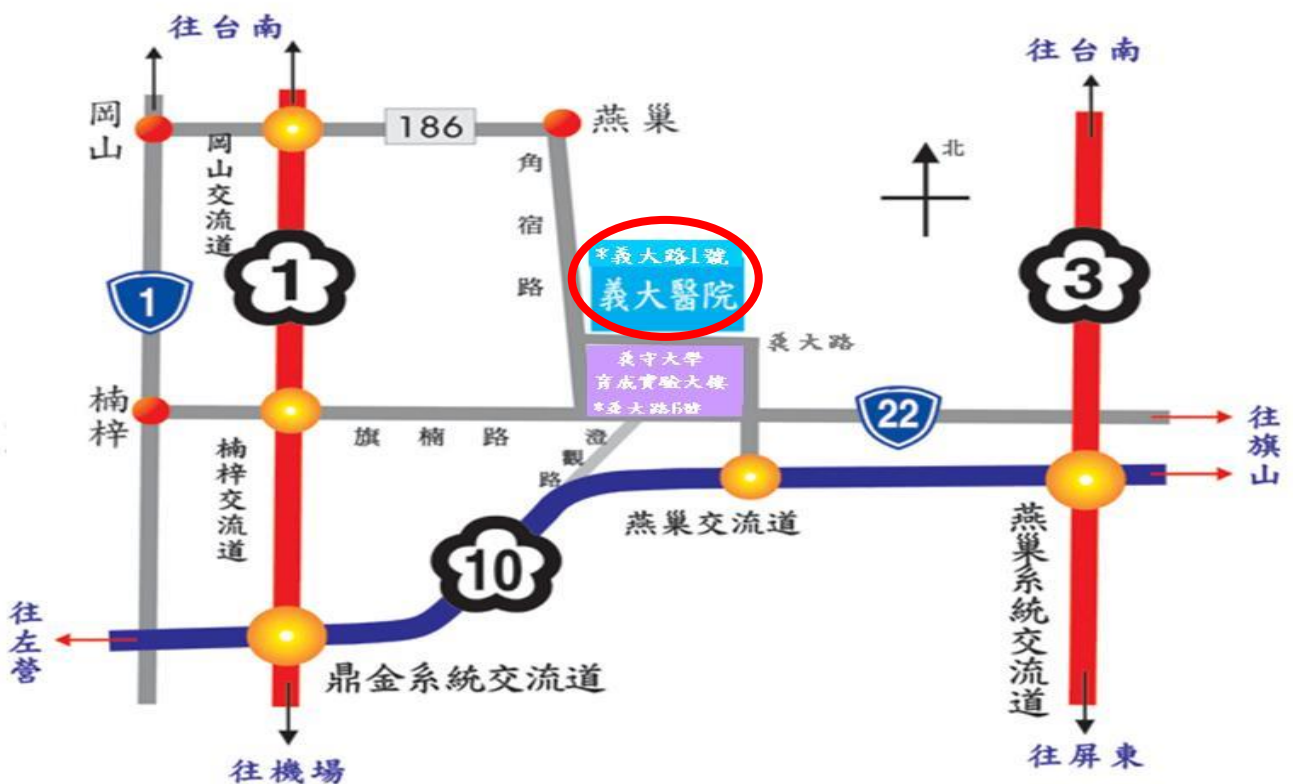 往台南
往台南
岡山
186
燕巢
北
岡山交流道
角宿路
*義大路1號
義大醫院
1
1
3
義大路
義守大學
育成實驗大樓
*義大路6號
楠梓
22
往旗山
旗楠路
澄觀路
楠梓交流道
燕巢交流道
燕巢系統交流道
10
往左營
鼎金系統交流道
往機場
往屏東